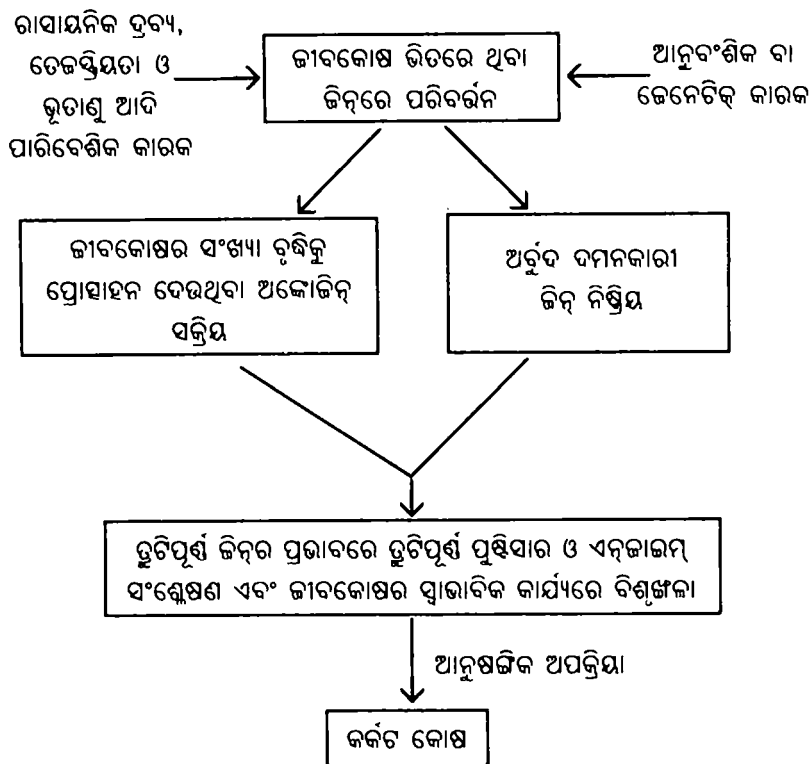 ରାସାୟନିକ ଦ୍ରବ୍ୟ,
ତେଜସ୍କ୍ରିୟତା ଓ
ଭୂତାଣୁ ଆଦି
ପାରିବେଶିକ କାରକ
ଜୀବକୋଷ ଭିତରେ ଥିବା
ଜିନ୍‌ରେ ପରିବର୍ତ୍ତନ
ଆନୁବଂଶିକ ବା
ଜେନେଟିକ୍ କାରକ
ଜୀବକୋଷର ସଂଖ୍ୟା ବୃଦ୍ଧିକୁ
ପ୍ରୋତ୍ସାହନ ଦେଉଥିବା ଅଙ୍କୋଜିନ୍
ସକ୍ରିୟ
ଅର୍ବୁଦ ଦମନକାରୀ
ଜିନ୍ ନିଷ୍କ୍ରିୟ
ତ୍ରୁଟିପୂର୍ଣ୍ଣ ଜିନ୍‌ର ପ୍ରଭାବରେ ତ୍ରୁଟିପୂର୍ଣ୍ଣ ପୁଷ୍ଟିସାର ଓ ଏନ୍‌ଜାଇମ୍
ସଂଶ୍ଳେଷଣ ଏବଂ ଜୀବକୋଷର ସ୍ୱାଭାବିକ କାର୍ଯ୍ୟରେ ବିଶୃଙ୍ଖଳା
ଆନୁଷଙ୍ଗିକ ଅପକ୍ରିୟା
କର୍କଟ କୋଷ